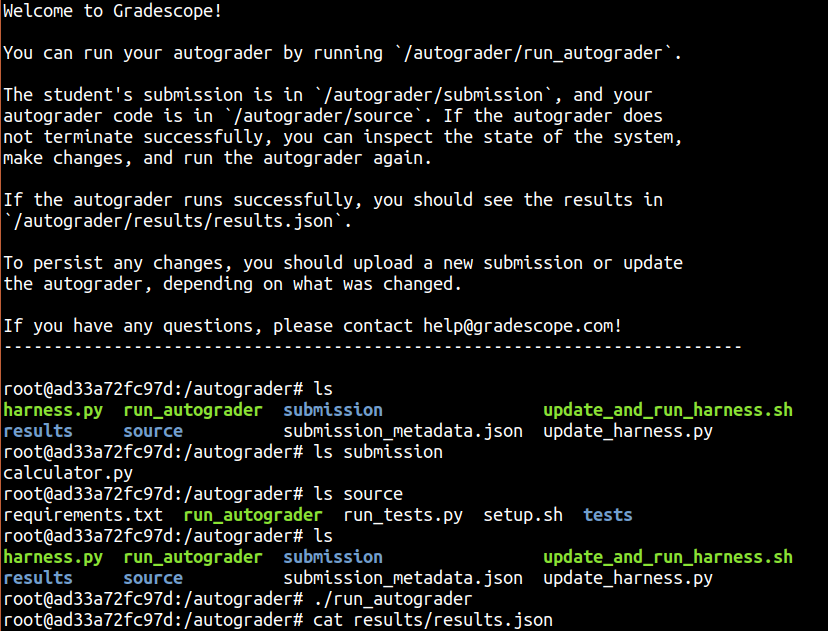 Welcome to Gradescope!
You can run your autograder by running `/autograder/run_autograder`.
The student's submission is in `/autograder/submission`, and your
autograder code is in `/autograder/source`. If the autograder does
not terminate successfully, you can inspect the state of the system,
make changes, and run the autograder again.
If the autograder runs successfully, you should see the results in
`/autograder/results/results.json`.
To persist any changes, you should upload a new submission or update
the autograder, depending on what was changed.
If you have any questions, please contact help@gradescope.com!
--------------------------------------------------------------------------
root@ad33a72fc97d:/autograder# ls
harness.py  run_autograder  submission                update_and_run_harness.sh
results     source          submission_metadata.json  update_harness.py
root@ad33a72fc97d:/autograder# ls submission
calculator.py
root@ad33a72fc97d:/autograder# ls source
requirements.txt  run_autograder  run_tests.py  setup.sh  tests
root@ad33a72fc97d:/autograder# ls
harness.py  run_autograder  submission                update_and_run_harness.sh
results     source          submission_metadata.json  update_harness.py
root@ad33a72fc97d:/autograder# ./run_autograder
root@ad33a72fc97d:/autograder# cat results/results.json